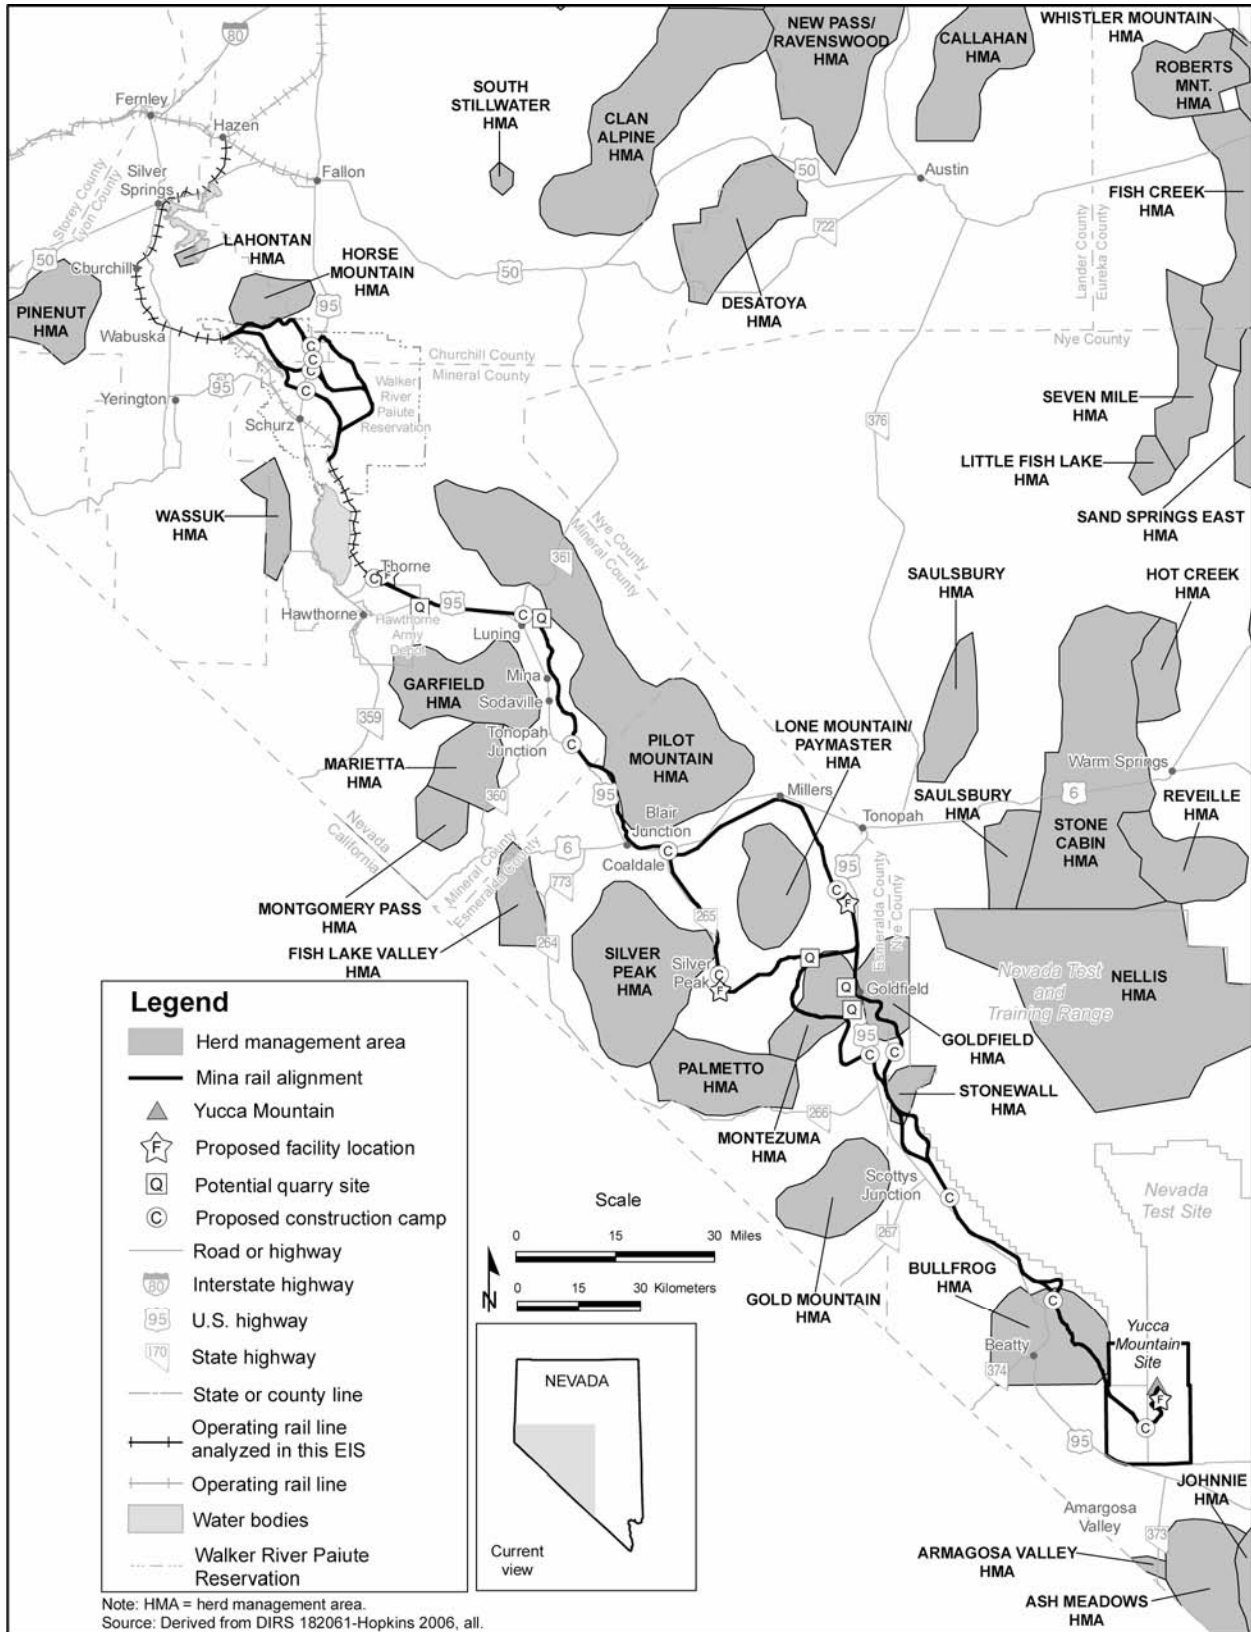 80
NEW PASS/
RAVENSWOOD
HMA
CALLAHAN
HMA
WHISTLER MOUNTAIN
HMA
ROBERTS
MNT.
HMA
SOUTH
STILLWATER
HMA
CLAN
ALPINE
HMA
Fernley
Hazen
Silver
Springs
Fallon
50
Austin
FISH CREEK
HMA
Storey County
Lyon County
LAHONTAN
HMA
HORSE
MOUNTAIN
HMA
722
50
Churchill
50
95
Lander County
Eureka County
PINENUT
HMA
DESATOYA
HMA
Wabuska
Nye County
C
C
C
C
Churchill County
Mineral County
95
Walker
River
Paiute
Reservation
Yerington
Schurz
376
SEVEN MILE
HMA
LITTLE FISH LAKE
HMA
WASSUK
HMA
SAND SPRINGS EAST
HMA
Nye County
Mineral County
361
Thorne
C
F
SAULSBURY
HMA
HOT CREEK
HMA
Q
95
C
Q
Hawthorne
Hawthorne
Army
Depot
Luning
GARFIELD
HMA
Mina
Sodaville
359
Tonopah
Junction
C
PILOT
MOUNTAIN
HMA
LONE MOUNTAIN/
PAYMASTER
HMA
MARIETTA
HMA
360
95
Warm Springs
Millers
SAULSBURY
HMA
6
REVEILLE
HMA
Blair
Junction
Tonopah
STONE
CABIN
HMA
Nevada
California
Mineral County
Esmeralda County
6
Coaldale
C
95
773
MONTGOMERY PASS
HMA
C
F
265
Esmeralda County
Nye County
FISH LAKE VALLEY
HMA
264
SILVER
PEAK
HMA
Silver
Peak
C
F
Q
Nevada Test
and
Training Range
NELLIS
HMA
Q
Goldfield
Q
95
GOLDFIELD
HMA
C
C
PALMETTO
HMA
STONEWALL
HMA
266
MONTEZUMA
HMA
Scottys
Junction
C
Nevada
Test Site
267
BULLFROG
HMA
GOLD MOUNTAIN
HMA
C
Yucca
Mountain
Site
Beatty
374
F
C
95
JOHNNIE
HMA
Amargosa
Valley
373
ARMAGOSA VALLEY
HMA
ASH MEADOWS
HMA
Legend
Herd management area
Mina rail alignment
Yucca Mountain
F Proposed facility location
Q Potential quarry site
C Proposed construction camp
Road or highway
80 Interstate highway
95 U.S. highway
170 State highway
State or county line
Operating rail line
analyzed in this EIS
Operating rail line
Water bodies
Walker River Paiute
Reservation
Scale
0 15 30 Miles
0 15 30 Kilometers
N
NEVADA
Current
view
Note: HMA = herd management area.
Source: Derived from DIRS 182061-Hopkins 2006, all.